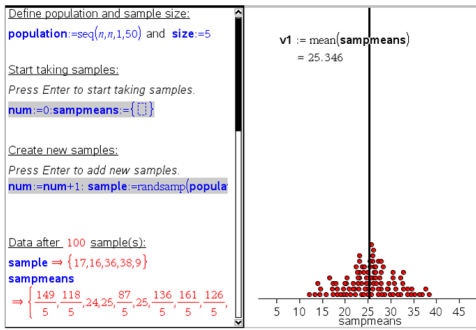 Define population and sample size:
population:=seq(n,n,1,50) and size:=5
Start taking samples:
Press Enter to start taking samples.
num:=0:sampmeans:={⬚}
Create new samples:
Press Enter to add new samples.
num:=num+1: sample:=randsamp(popula
Data after 100 sample(s):
sample ⇒ {17,16,36,38,9}
sampmeans
⇒ {149/5, 118/5, 24,25, 87/5, 25, 136/5, 161/5, 126/5,
v1 := mean(sampmeans)
= 25.346
5 10 15 20 25 30 35 40 45
sampmeans